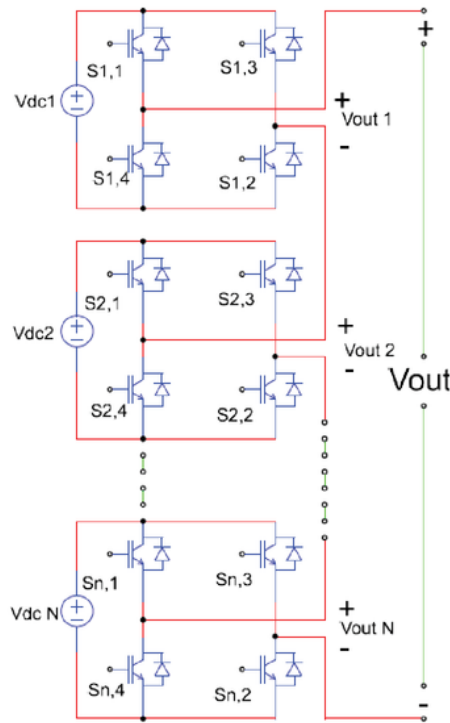 +
S1,1
S1,3
Vdc1
+
Vout 1
-
S1,4
S1,2
S2,1
S2,3
Vdc2
+
Vout 2
-
Vout
S2,4
S2,2
Sn,1
Sn,3
Vdc N
+
Vout N
-
Sn,4
Sn,2
-